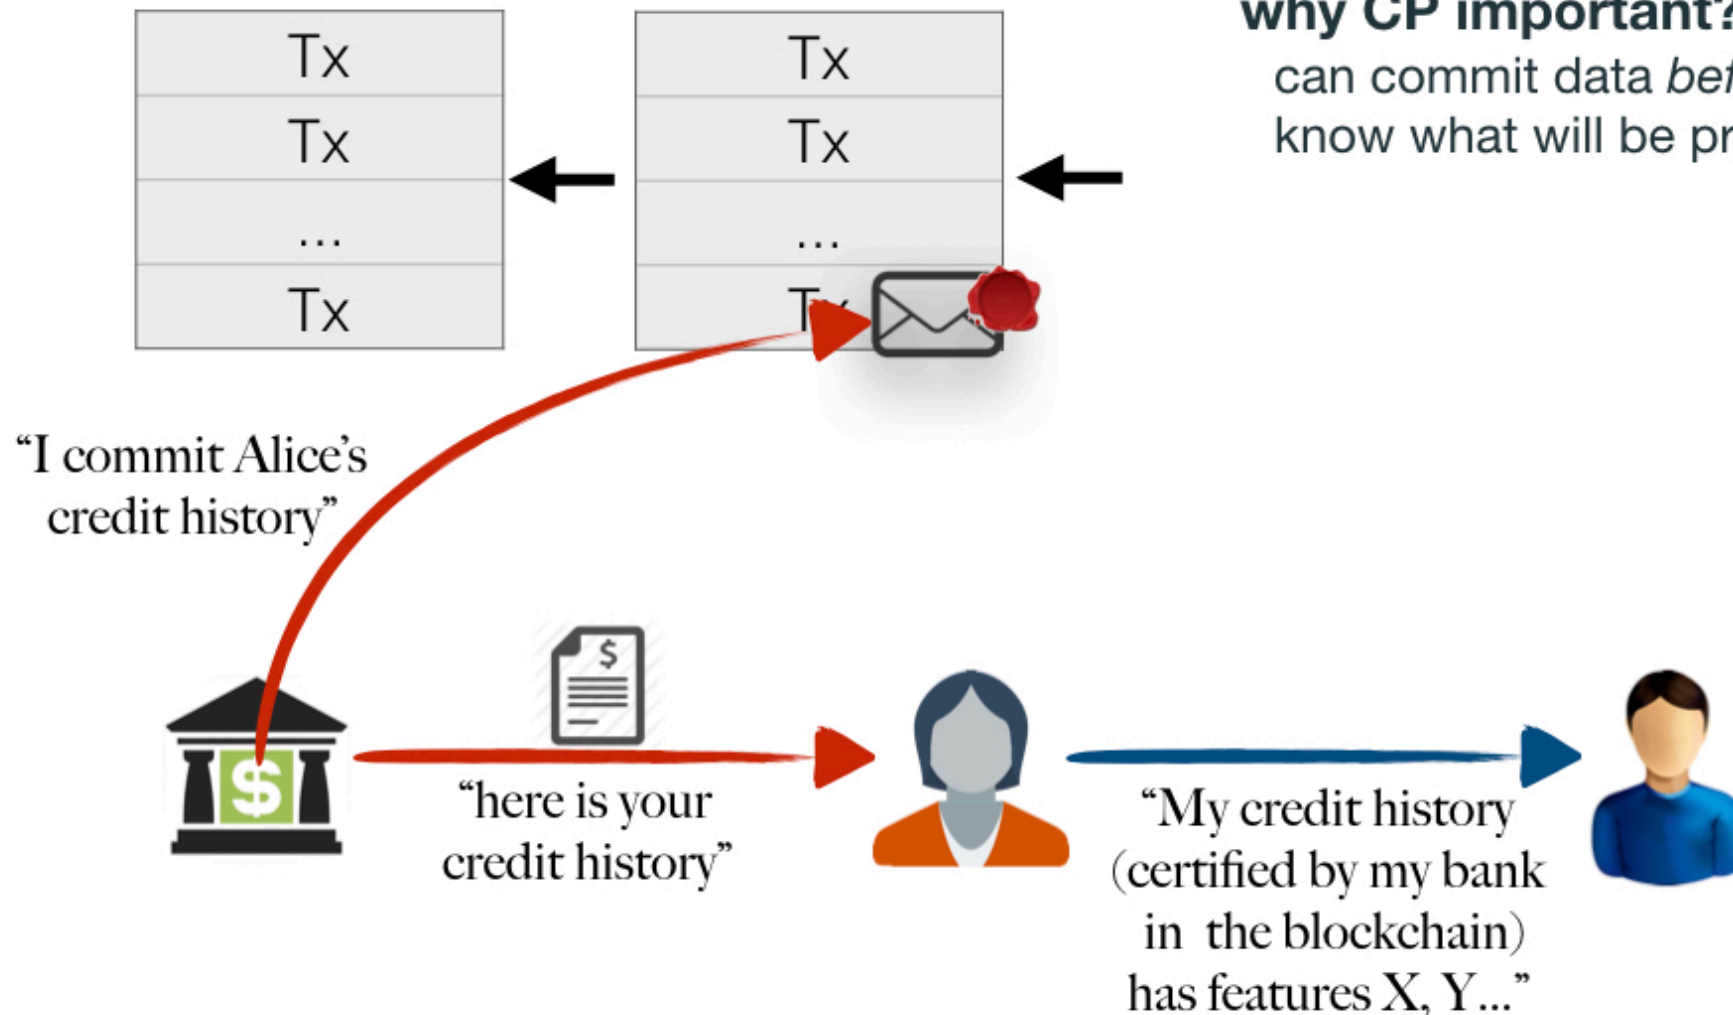 Tx
Tx
...
Tx
Tx
Tx
...
why CP important?
can commit data
know what will be
“I commit Alice’s
credit history”
$
$
“here is your
credit history”
“My credit history
(certified by my bank
in the blockchain)
has features X, Y...”